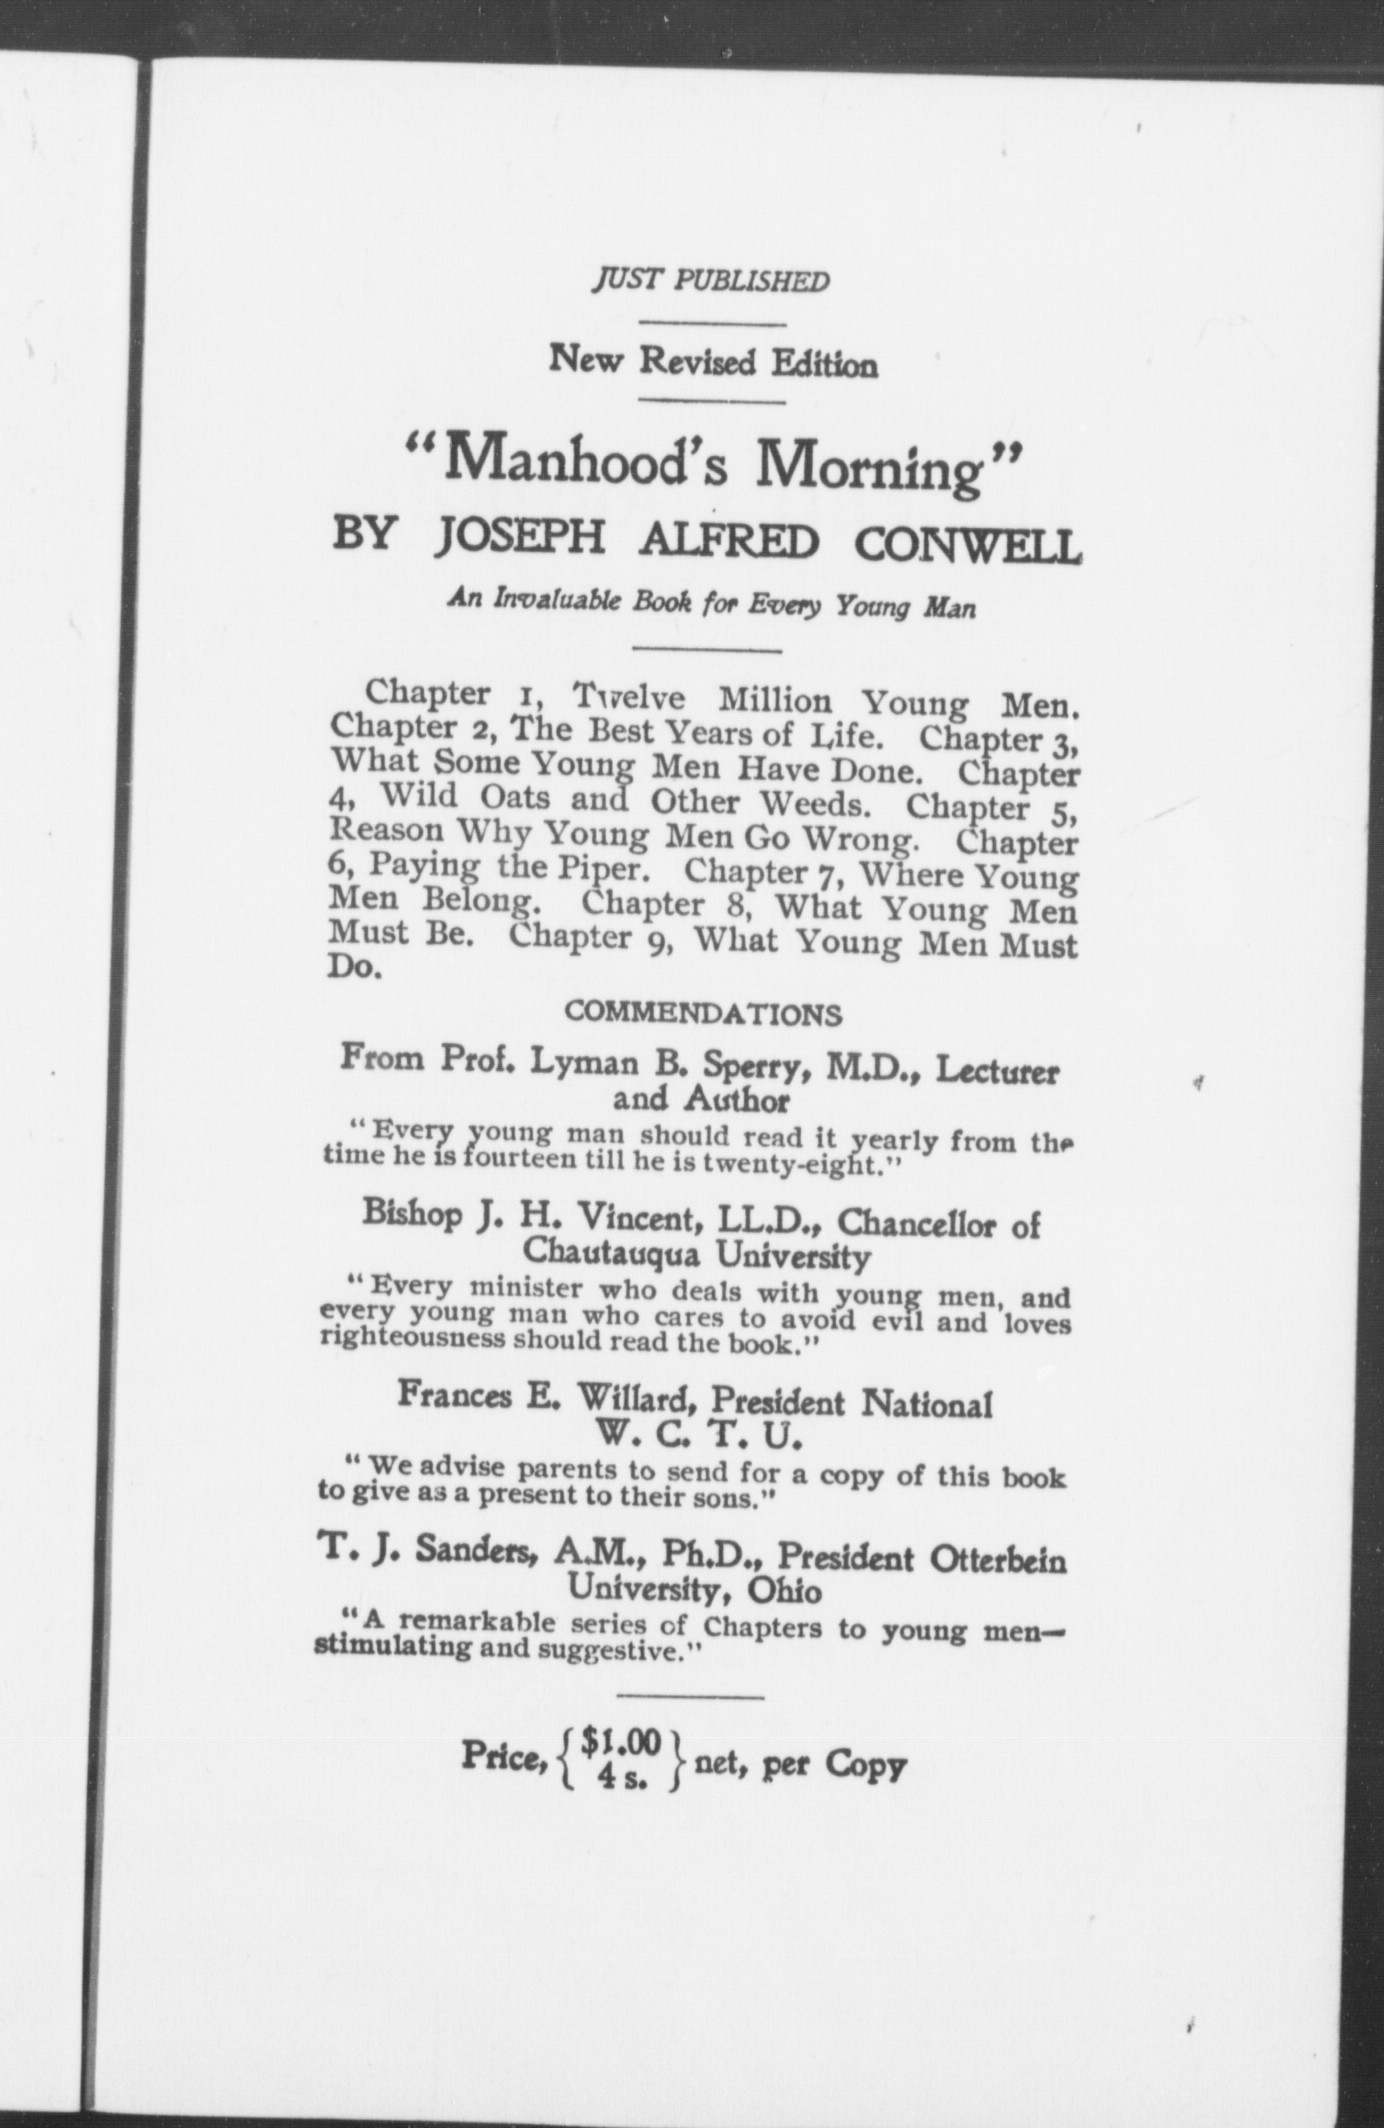 JUST PUBLISHED
New Revised Edition
“Manhood's Morning”
BY JOSEPH ALFRED CONWELL
An Invaluable Book for Every Young Man
Chapter 1, Twelve Million Young Men.
Chapter 2, The Best Years of Life. Chapter 3,
What Some Young Men Have Done. Chapter
4, Wild Oats and Other Weeds. Chapter 5,
Reason Why Young Men Go Wrong. Chapter
6, Paying the Piper. Chapter 7, Where Young
Men Belong. Chapter 8, What Young Men
Must Be. Chapter 9, What Young Men Must
Do.
COMMENDATIONS
From Prof. Lyman B. Sperry, M.D., Lecturer
and Author
“Every young man should read it yearly from the
time he is fourteen till he is twenty-eight.”
Bishop J. H. Vincent, LL.D., Chancellor of
Chautauqua University
“Every minister who deals with young men, and
every young man who cares to avoid evil and loves
righteousness should read the book.”
Frances E. Willard, President National
W. C. T. U.
“We advise parents to send for a copy of this book
to give as a present to their sons.”
T. J. Sanders, A.M., Ph.D., President Otterbein
University, Ohio
“A remarkable series of Chapters to young men—
stimulating and suggestive.”
Price, { $1.00
4 s. } net, per Copy